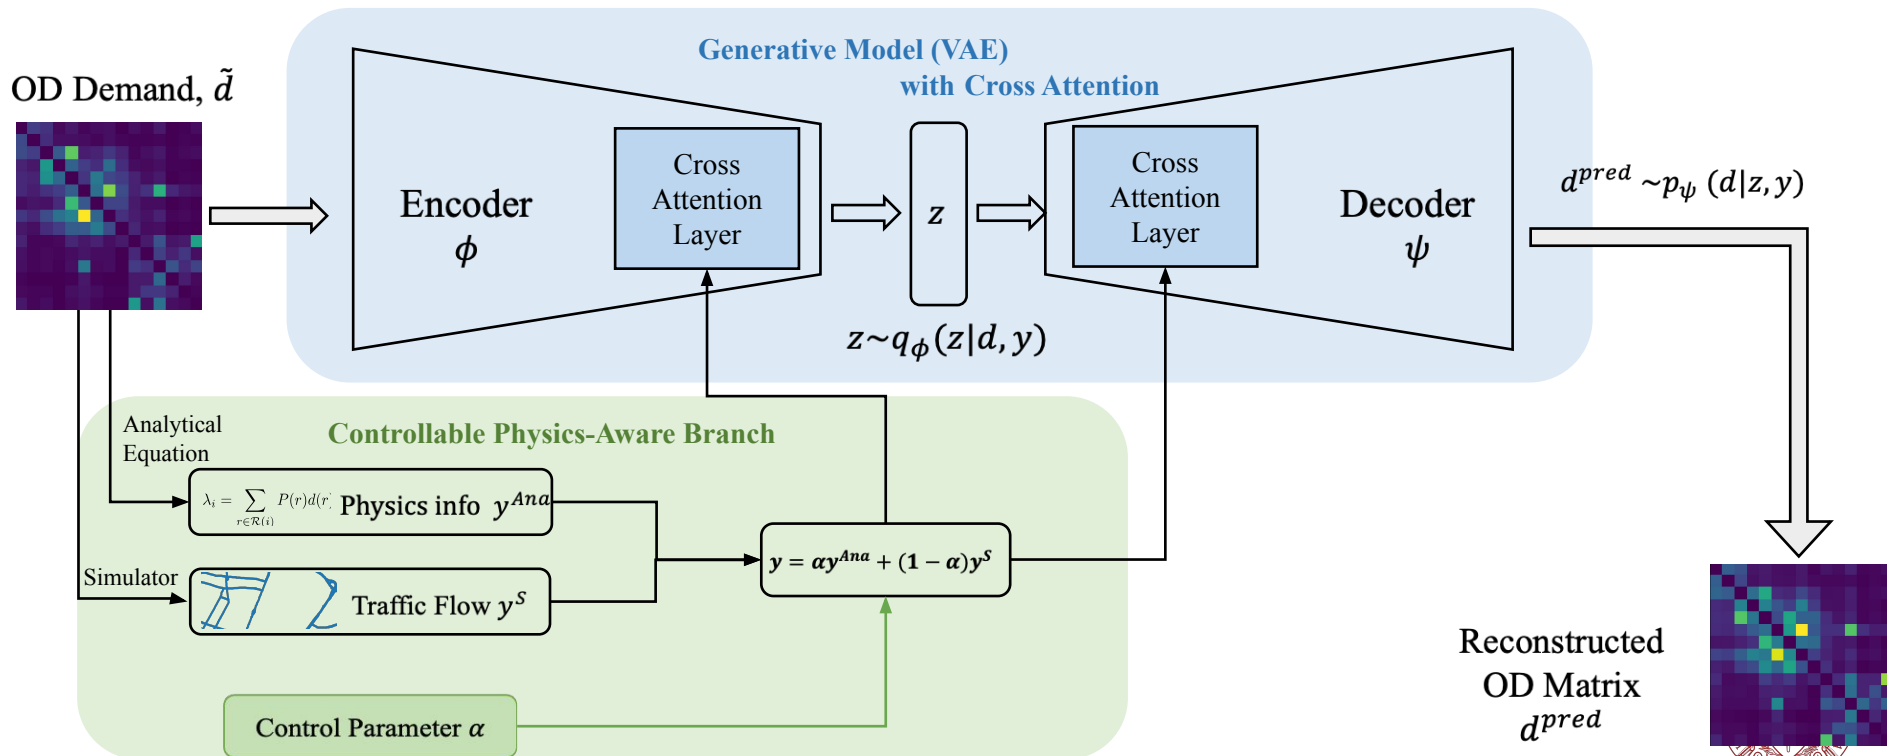 Generative Model (VAE)
with Cross Attention
OD Demand, d̃
Encoder
ϕ
Cross
Attention
Layer
z
z~q_ϕ(z|d, y)
Cross
Attention
Layer
Decoder
ψ
d^{pred} ~p_ψ (d|z, y)
Controllable Physics-Aware Branch
Analytical
Equation
λ_i = ∑_{r∈R(i)} P(r)d(r) Physics info y^{Ana}
Simulator
Traffic Flow y^S
y = αy^{Ana} + (1 − α)y^S
Control Parameter α
Reconstructed
OD Matrix
d^{pred}